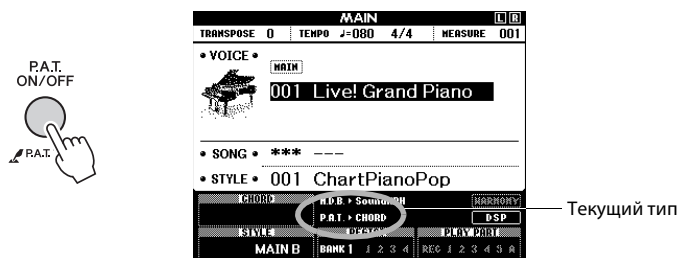 P.A.T.
ON/OFF
P.A.T.
MAIN
L R
TRANSPOSE 0 TEMPO ♩=080 4/4 MEASURE 001
• VOICE •
MAIN
001 Live! Grand Piano
• SONG • *** ---
• STYLE • 001 ChartPianoPop
CHORD
M.D.B. ▸
HARMONY
P.A.T. ▸ CHORD
DSP
Текущий тип
STYLE
PLAY PART
MAIN B BANK 1 1 2 3 4 REC 1 2 3 4 5 A